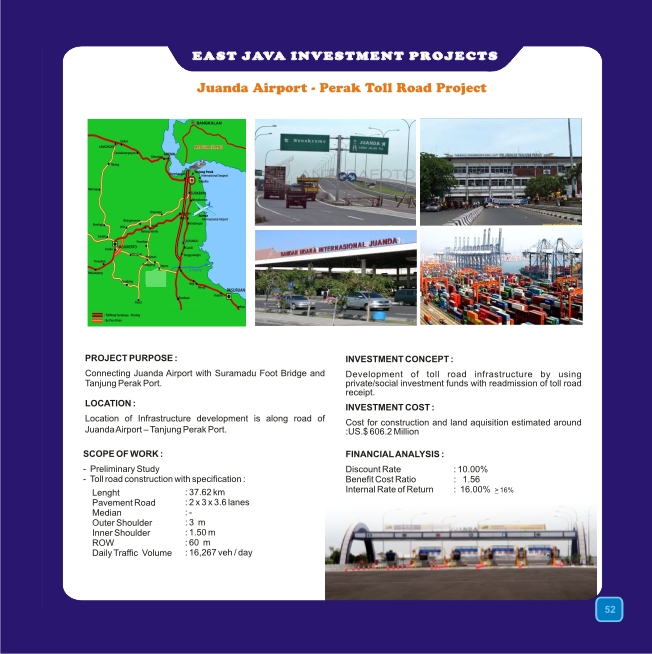 EAST JAVA INVESTMENT PROJECTS
Juanda Airport - Perak Toll Road Project
BANGKALAN
PASURUAN
Wonokromo
JUANDA
BANDAR UDARA INTERNASIONAL JUANDA
PROJECT PURPOSE :
Connecting Juanda Airport with Suramadu Foot Bridge and
Tanjung Perak Port.
LOCATION :
Location of Infrastructure development is along road of
Juanda Airport – Tanjung Perak Port.
SCOPE OF WORK :
- Preliminary Study
- Toll road construction with specification :
Lenght : 37.62 km
Pavement Road : 2 x 3 x 3.6 lanes
Median : -
Outer Shoulder : 3 m
Inner Shoulder : 1.50 m
ROW : 60 m
Daily Traffic Volume : 16,267 veh / day
INVESTMENT CONCEPT :
Development of toll road infrastructure by using
private/social investment funds with readmission of toll road
receipt.
INVESTMENT COST :
Cost for construction and land aquisition estimated around
:US.$ 606.2 Million
FINANCIAL ANALYSIS :
Discount Rate : 10.00%
Benefit Cost Ratio : 1.56
Internal Rate of Return : 16.00% ≥ 16%
52